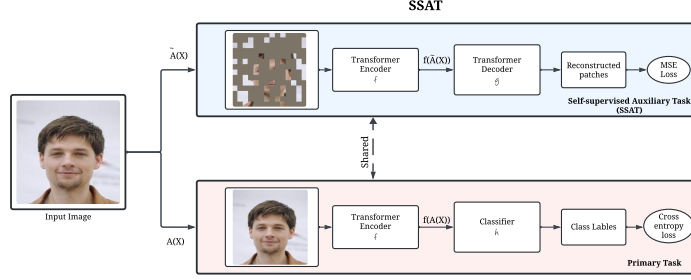 SSAT
Ã(X)
Transformer
Encoder
f
f(Ã(X))
Transformer
Decoder
g
Reconstructed
patches
MSE
Loss
Self-supervised Auxiliary Task
(SSAT)
Input Image
Shared
A(X)
Transformer
Encoder
f
f(A(X))
Classifier
h
Class Lables
Cross
entropy
loss
Primary Task